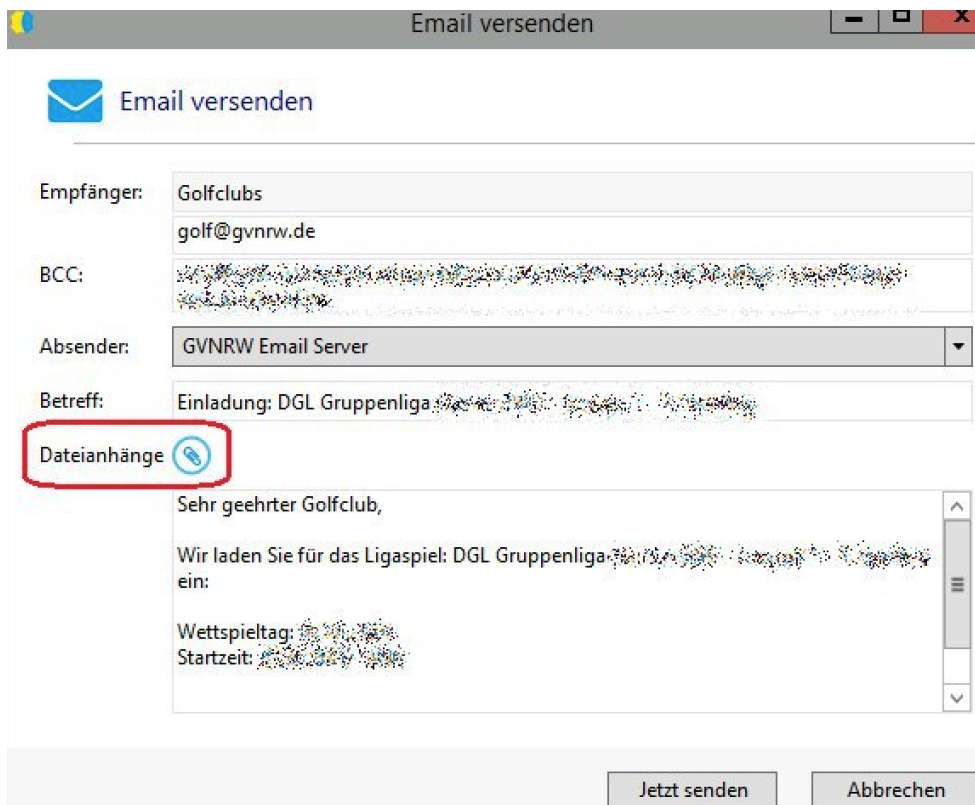 Email versenden
Email versenden
Empfänger: Golfclubs
golf@gvnrw.de
BCC:
Absender: GVNRW Email Server
Betreff: Einladung: DGL Gruppenliga
Dateianhänge
Sehr geehrter Golfclub,
Wir laden Sie für das Ligaspiel: DGL Gruppenliga
ein:
Wettspieltag:
Startzeit:
Jetzt senden Abbrechen